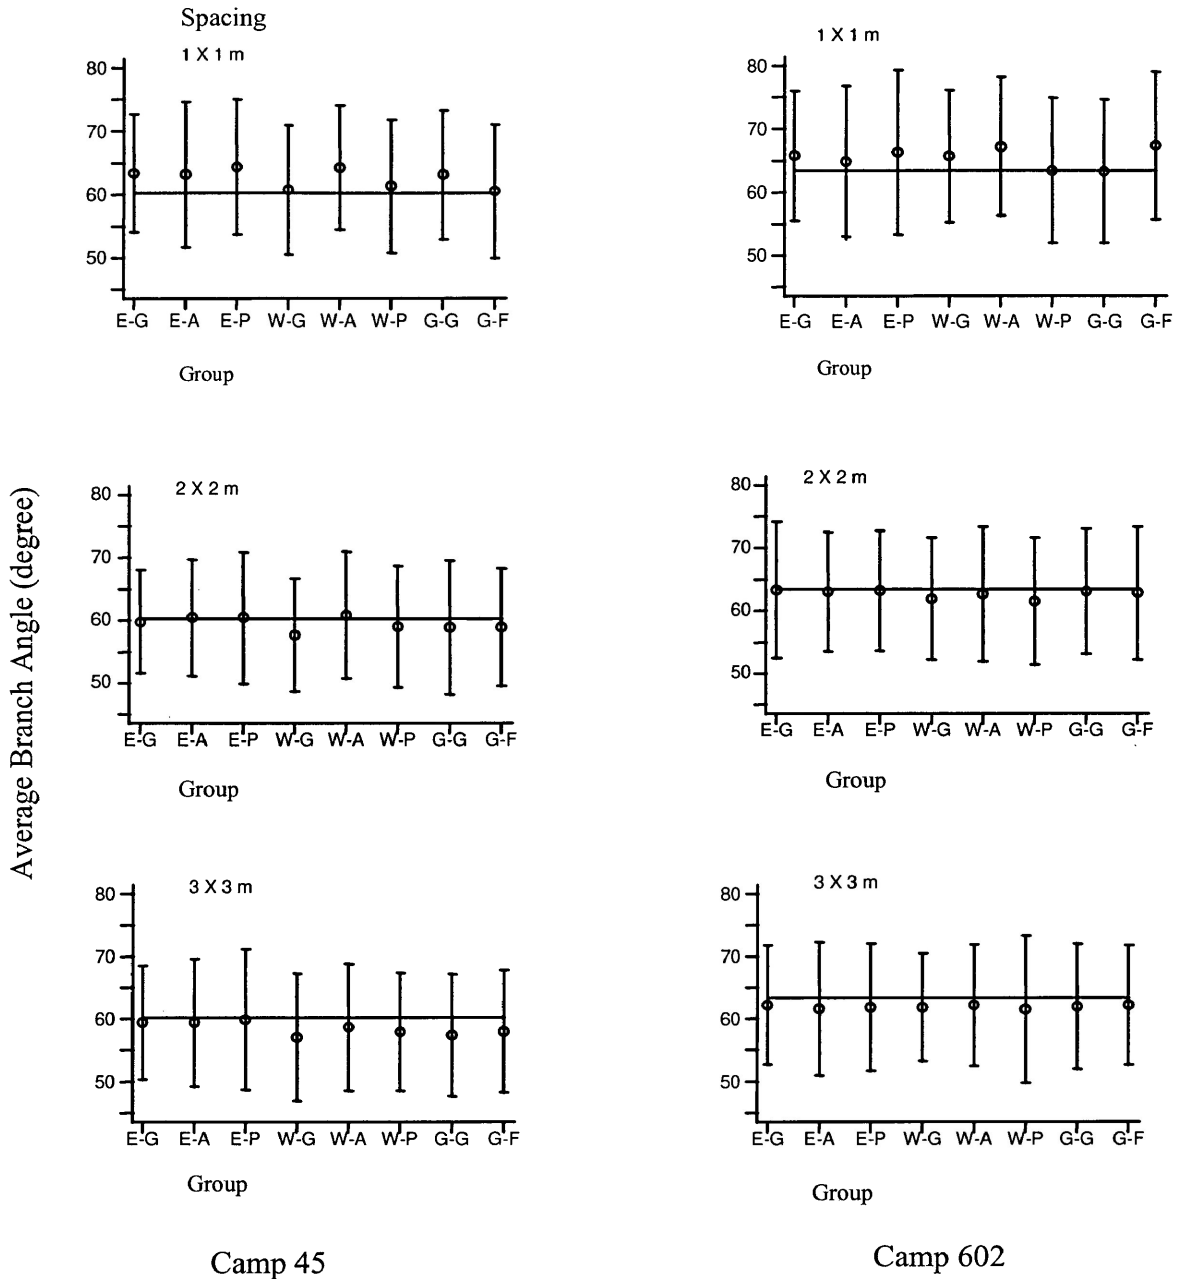 Spacing
1 X 1 m
80
70
60
50
E-G E-A E-P W-G W-A W-P G-G G-F
Group
1 X 1 m
80
70
60
50
E-G E-A E-P W-G W-A W-P G-G G-F
Group
Average Branch Angle (degree)
2 X 2 m
80
70
60
50
E-G E-A E-P W-G W-A W-P G-G G-F
Group
2 X 2 m
80
70
60
50
E-G E-A E-P W-G W-A W-P G-G G-F
Group
3 X 3 m
80
70
60
50
E-G E-A E-P W-G W-A W-P G-G G-F
Group
3 X 3 m
80
70
60
50
E-G E-A E-P W-G W-A W-P G-G G-F
Group
Camp 45
Camp 602